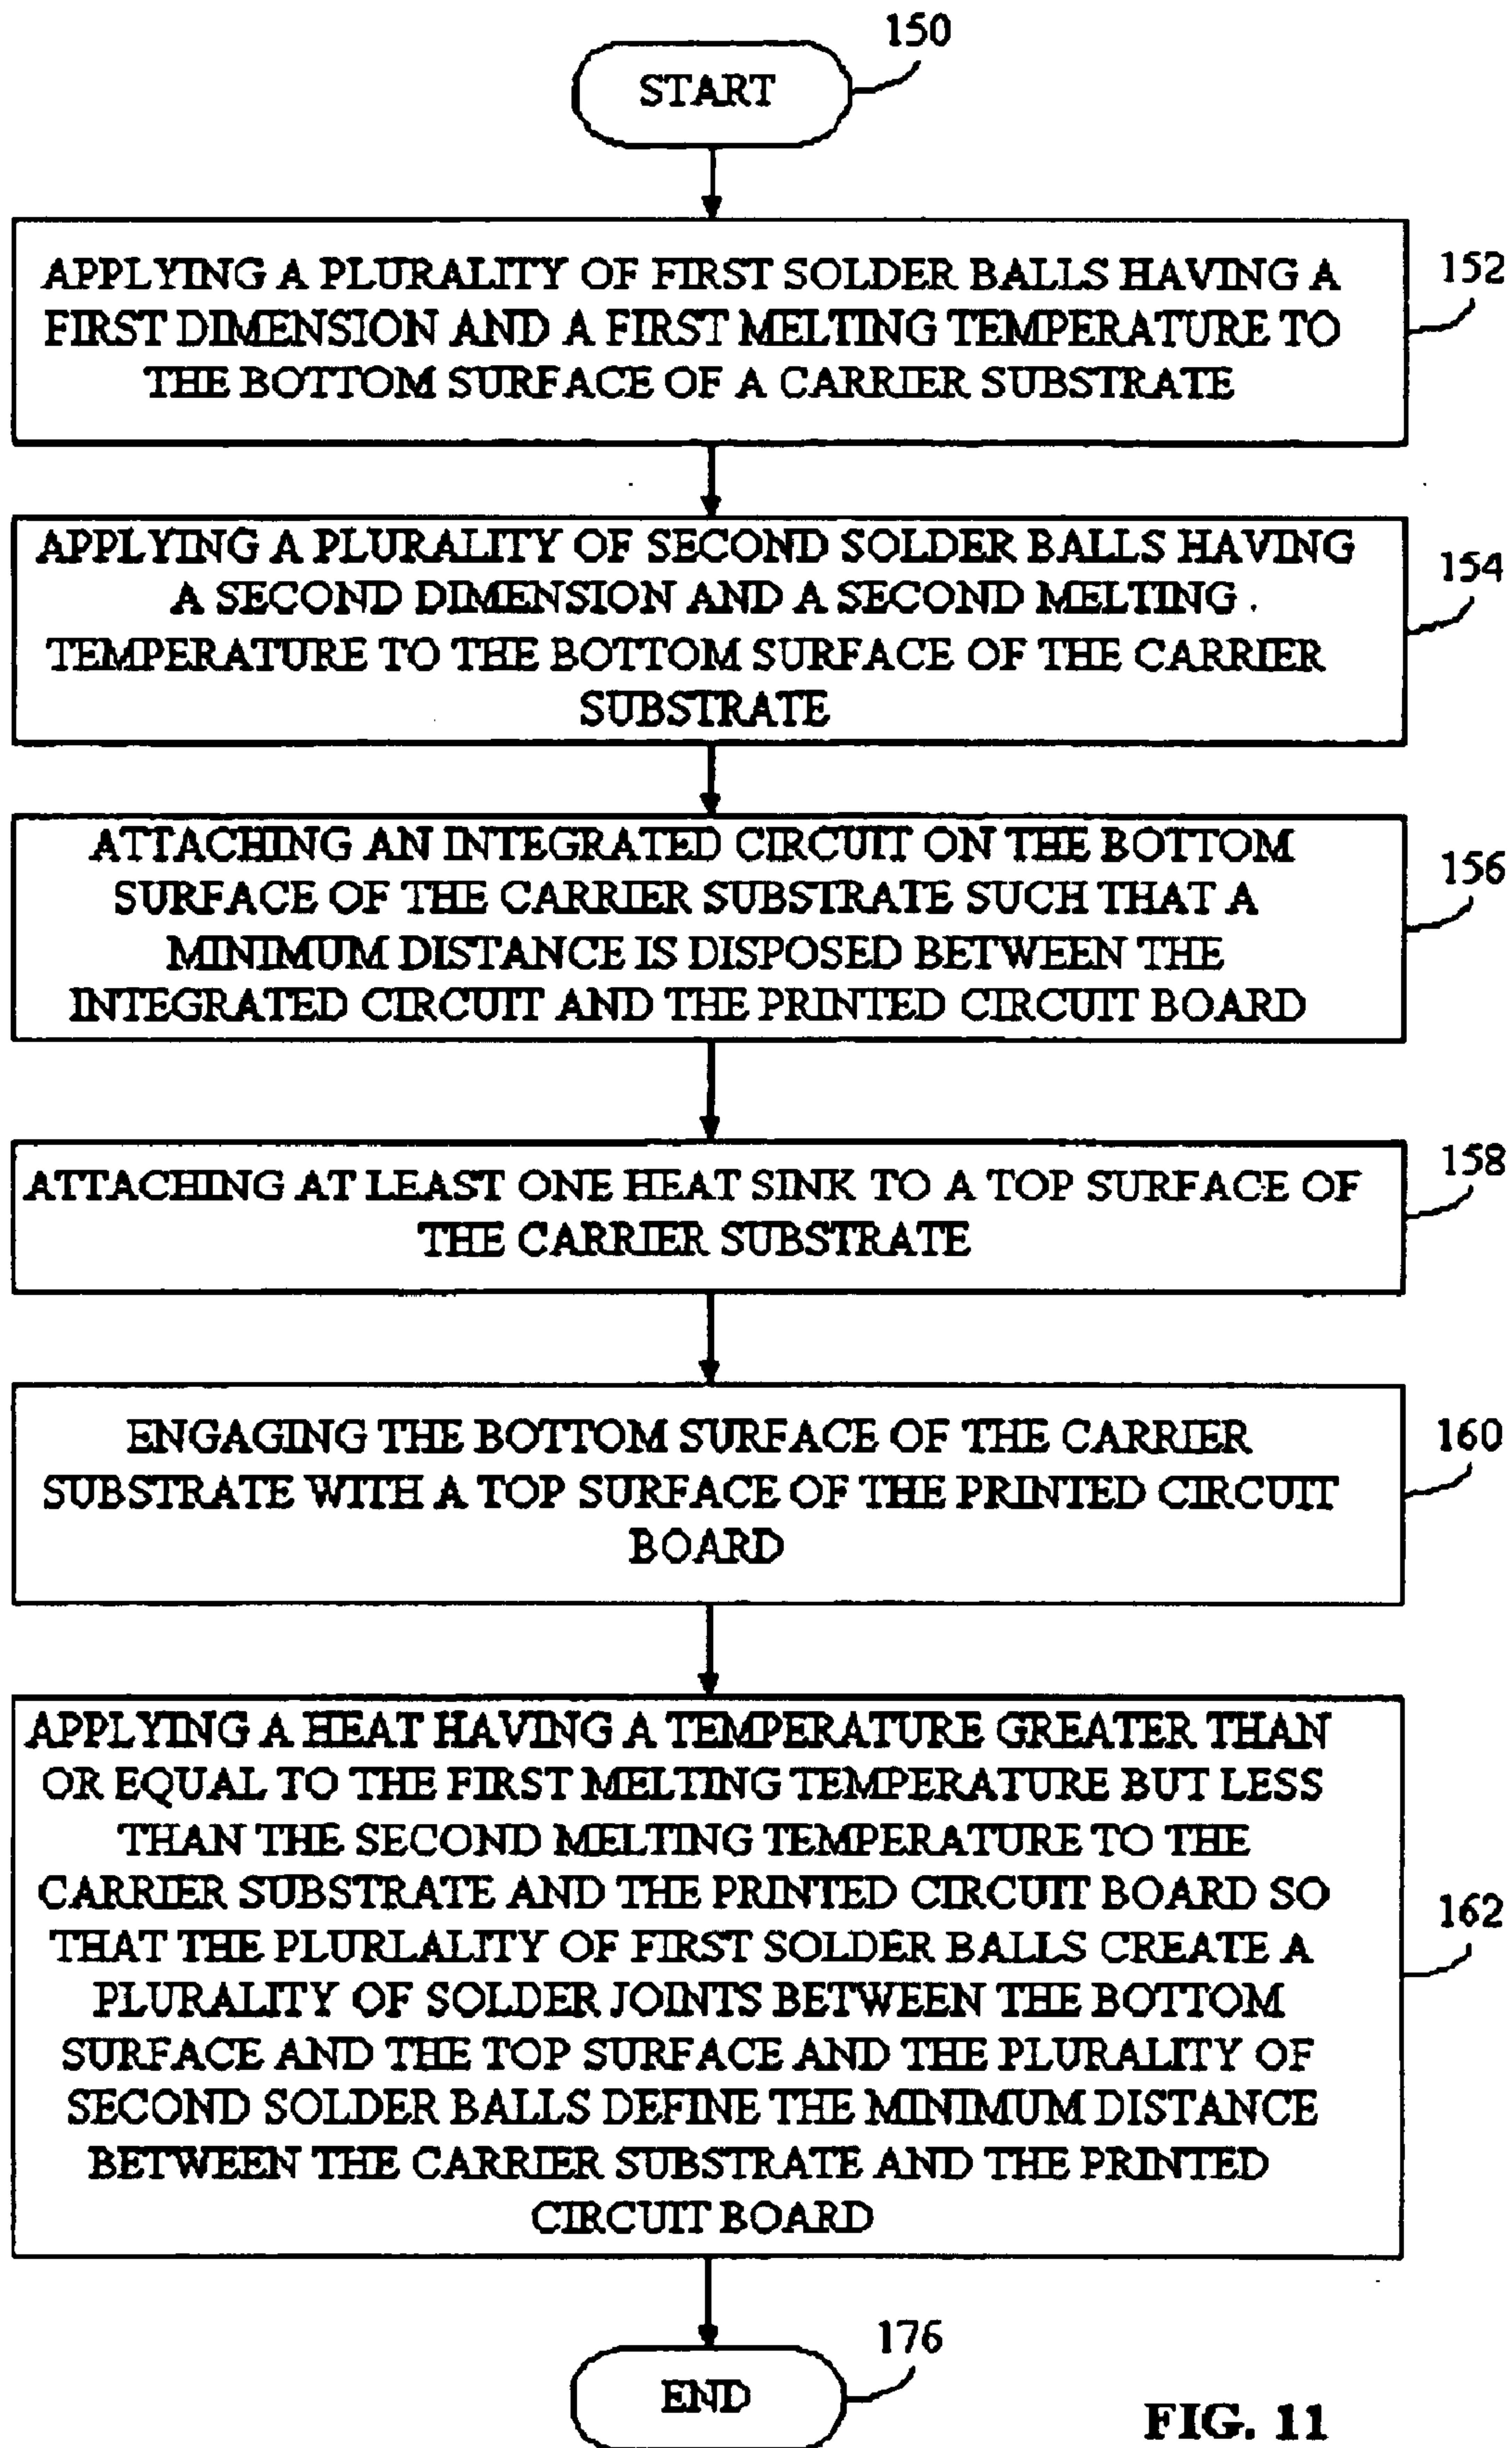 150
START
APPLYING A PLURALITY OF FIRST SOLDER BALLS HAVING A
FIRST DIMENSION AND A FIRST MELTING TEMPERATURE TO
THE BOTTOM SURFACE OF A CARRIER SUBSTRATE
152
APPLYING A PLURALITY OF SECOND SOLDER BALLS HAVING
A SECOND DIMENSION AND A SECOND MELTING
TEMPERATURE TO THE BOTTOM SURFACE OF THE CARRIER
SUBSTRATE
154
ATTACHING AN INTEGRATED CIRCUIT ON THE BOTTOM
SURFACE OF THE CARRIER SUBSTRATE SUCH THAT A
MINIMUM DISTANCE IS DISPOSED BETWEEN THE
INTEGRATED CIRCUIT AND THE PRINTED CIRCUIT BOARD
156
ATTACHING AT LEAST ONE HEAT SINK TO A TOP SURFACE OF
THE CARRIER SUBSTRATE
158
ENGAGING THE BOTTOM SURFACE OF THE CARRIER
SUBSTRATE WITH A TOP SURFACE OF THE PRINTED CIRCUIT
BOARD
160
APPLYING A HEAT HAVING A TEMPERATURE GREATER THAN
OR EQUAL TO THE FIRST MELTING TEMPERATURE BUT LESS
THAN THE SECOND MELTING TEMPERATURE TO THE
CARRIER SUBSTRATE AND THE PRINTED CIRCUIT BOARD SO
THAT THE PLURLALITY OF FIRST SOLDER BALLS CREATE A
PLURALITY OF SOLDER JOINTS BETWEEN THE BOTTOM
SURFACE AND THE TOP SURFACE AND THE PLURALITY OF
SECOND SOLDER BALLS DEFINE THE MINIMUM DISTANCE
BETWEEN THE CARRIER SUBSTRATE AND THE PRINTED
CIRCUIT BOARD
162
176
END
FIG. 11